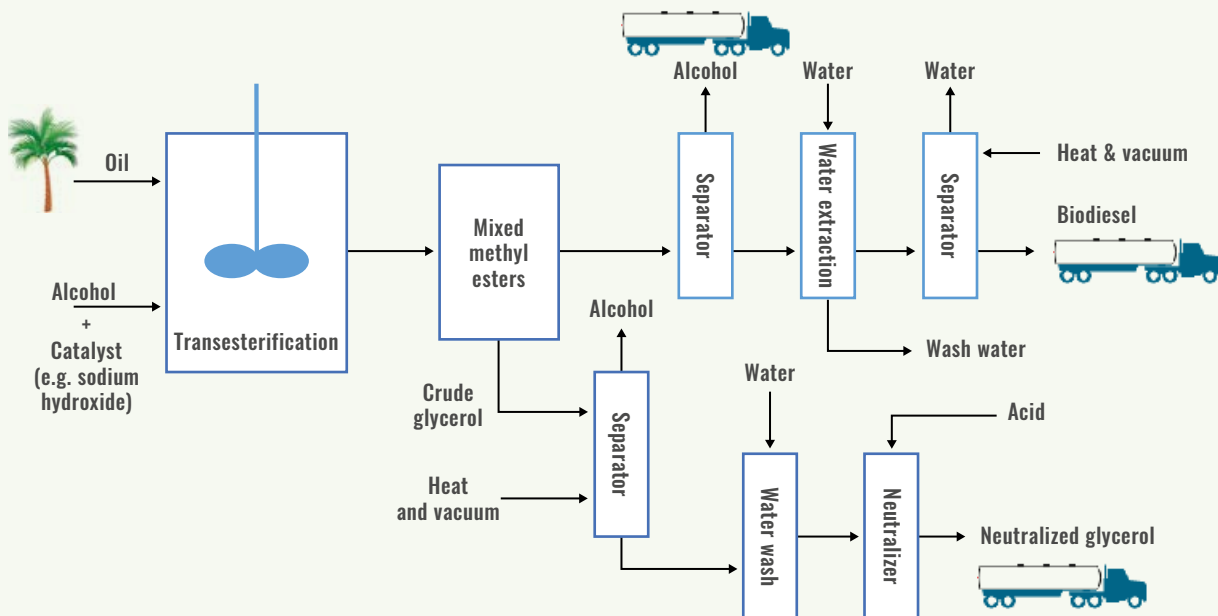 Alcohol
Water
Water
Oil
Separator
Water extraction
Separator
Heat & vacuum
Mixed
methyl
esters
Biodiesel
Alcohol
+
Catalyst
(e.g. sodium
hydroxide)
Transesterification
Alcohol
Wash water
Water
Crude
glycerol
Separator
Acid
Heat
and vacuum
Water wash
Neutralizer
Neutralized glycerol